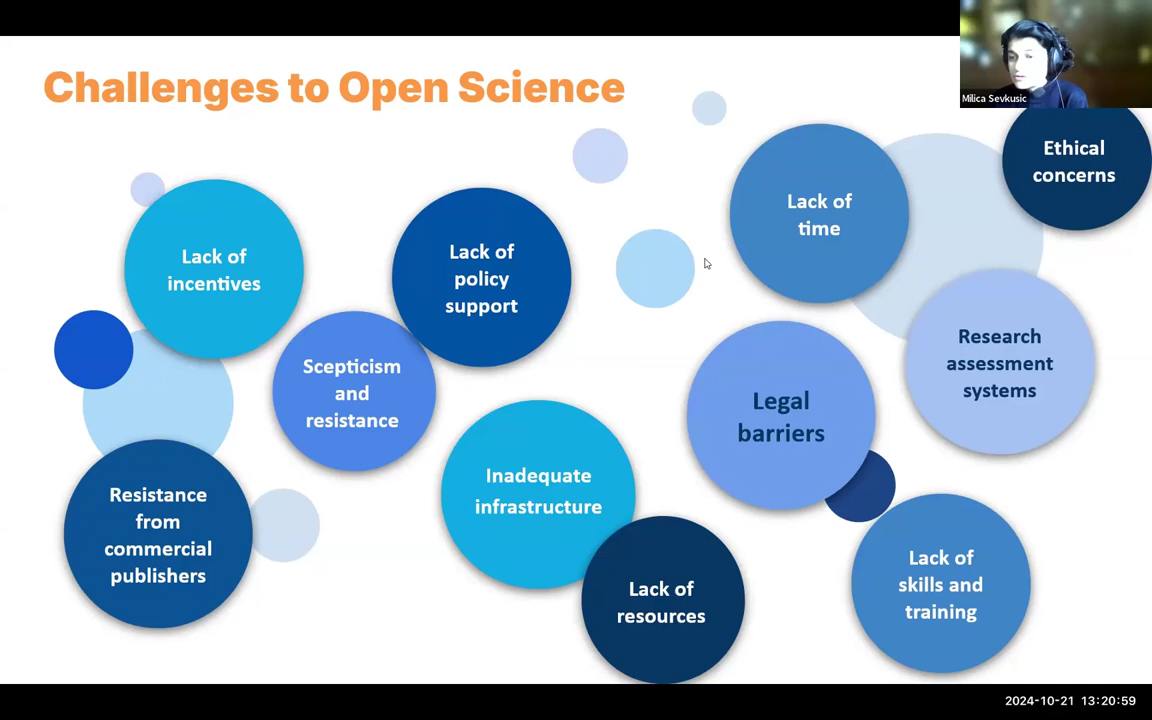 Challenges to Open Science
Milica Sevkusic
Ethical
concerns
Lack of
time
Lack of
incentives
Lack of
policy
support
Scepticism
and
resistance
Research
assessment
systems
Legal
barriers
Inadequate
infrastructure
Resistance
from
commercial
publishers
Lack of
resources
Lack of
skills and
training
2024-10-21 13:20:59